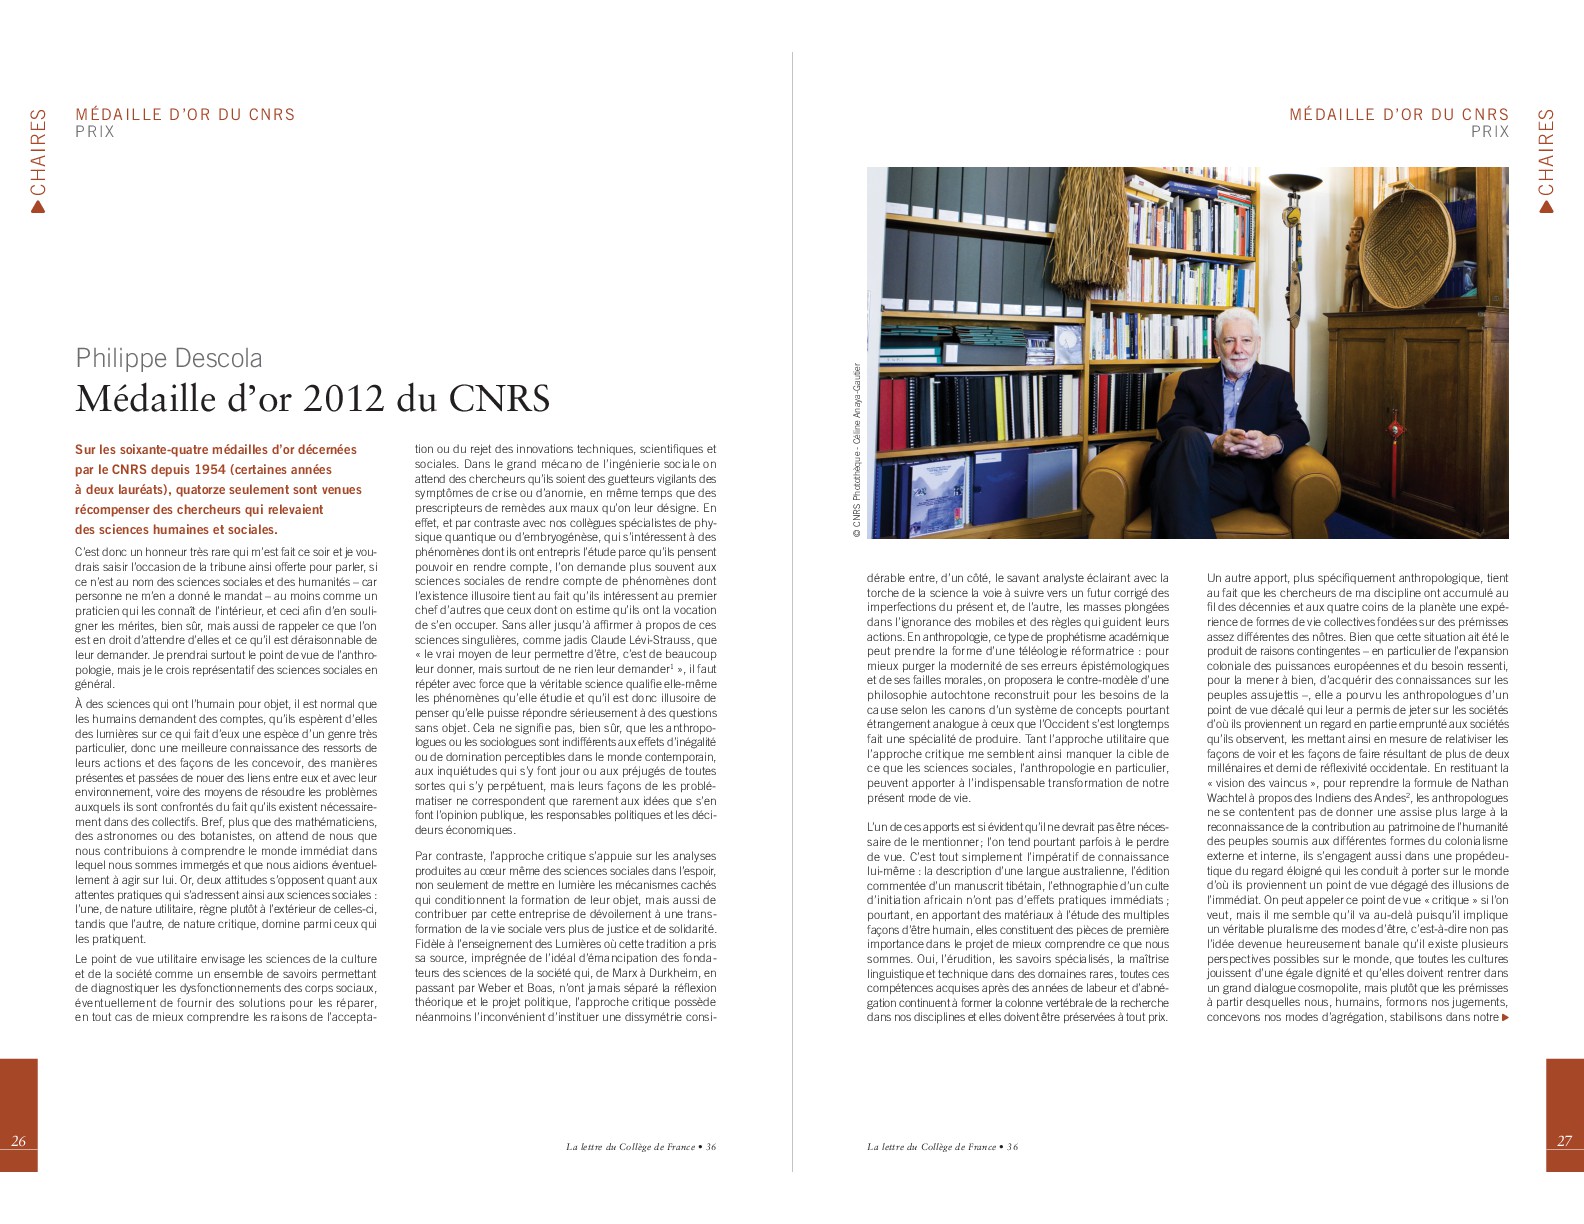 CHAIRES
MÉDAILLE D’OR DU CNRS
PRIX
Philippe Descola
Médaille d’or 2012 du CNRS
Sur les soixante-quatre médailles d’or décernées
par le CNRS depuis 1954 (certaines années
à deux lauréats), quatorze seulement sont venues
récompenser des chercheurs qui relevaient
des sciences humaines et sociales.
C’est donc un honneur très rare qui m’est fait ce soir et je vou-
drais saisir l’occasion de la tribune ainsi offerte pour parler, si
ce n’est au nom des sciences sociales et des humanités – car
personne ne m’en a donné le mandat – au moins comme un
praticien qui les connaît de l’intérieur, et ceci afin d’en souli-
gner les mérites, bien sûr, mais aussi de rappeler ce que l’on
est en droit d’attendre d’elles et ce qu’il est déraisonnable de
leur demander. Je prendrai surtout le point de vue de l’anthro-
pologie, mais je le crois représentatif des sciences sociales en
général.
À des sciences qui ont l’humain pour objet, il est normal que
les humains demandent des comptes, qu’ils espèrent d’elles
des lumières sur ce qui fait d’eux une espèce d’un genre très
particulier, donc une meilleure connaissance des ressorts de
leurs actions et des façons de les concevoir, des manières
présentes et passées de nouer des liens entre eux et avec leur
environnement, voire des moyens de résoudre les problèmes
auxquels ils sont confrontés du fait qu’ils existent nécessaire-
ment dans des collectifs. Bref, plus que des mathématiciens,
des astronomes ou des botanistes, on attend de nous que
nous contribuions à comprendre le monde immédiat dans
lequel nous sommes immergés et que nous aidions éventuel-
lement à agir sur lui. Or, deux attitudes s’opposent quant aux
attentes pratiques qui s’adressent ainsi aux sciences sociales :
l’une, de nature utilitaire, règne plutôt à l’extérieur de celles-ci,
tandis que l’autre, de nature critique, domine parmi ceux qui
les pratiquent.
Le point de vue utilitaire envisage les sciences de la culture
et de la société comme un ensemble de savoirs permettant
de diagnostiquer les dysfonctionnements des corps sociaux,
éventuellement de fournir des solutions pour les réparer,
en tout cas de mieux comprendre les raisons de l’accepta-
tion ou du rejet des innovations techniques, scientifiques et
sociales. Dans le grand mécano de l’ingénierie sociale on
attend des chercheurs qu’ils soient des guetteurs vigilants des
symptômes de crise ou d’anomie, en même temps que des
prescripteurs de remèdes aux maux qu’on leur désigne. En
effet, et par contraste avec nos collègues spécialistes de phy-
sique quantique ou d’embryogénèse, qui s’intéressent à des
phénomènes dont ils ont entrepris l’étude parce qu’ils pensent
pouvoir en rendre compte, l’on demande plus souvent aux
sciences sociales de rendre compte de phénomènes dont
l’existence illusoire tient au fait qu’ils intéressent au premier
chef d’autres que ceux dont on estime qu’ils ont la vocation
de s’en occuper. Sans aller jusqu’à affirmer à propos de ces
sciences singulières, comme jadis Claude Lévi-Strauss, que
« le vrai moyen de leur permettre d’être, c’est de beaucoup
leur donner, mais surtout de ne rien leur demander¹ », il faut
répéter avec force que la véritable science qualifie elle-même
les phénomènes qu’elle étudie et qu’il est donc illusoire de
penser qu’elle puisse répondre sérieusement à des questions
sans objet. Cela ne signifie pas, bien sûr, que les anthropo-
logues ou les sociologues sont indifférents aux effets d’inégalité
ou de domination perceptibles dans le monde contemporain,
aux inquiétudes qui s’y font jour ou aux préjugés de toutes
sortes qui s’y perpétuent, mais leurs façons de les problé-
matiser ne correspondent que rarement aux idées que s’en
font l’opinion publique, les responsables politiques et les déci-
deurs économiques.
Par contraste, l’approche critique s’appuie sur les analyses
produites au cœur même des sciences sociales dans l’espoir,
non seulement de mettre en lumière les mécanismes cachés
qui conditionnent la formation de leur objet, mais aussi de
contribuer par cette entreprise de dévoilement à une trans-
formation de la vie sociale vers plus de justice et de solidarité.
Fidèle à l’enseignement des Lumières où cette tradition a pris
sa source, imprégnée de l’idéal d’émancipation des fonda-
teurs des sciences de la société qui, de Marx à Durkheim, en
passant par Weber et Boas, n’ont jamais séparé la réflexion
théorique et le projet politique, l’approche critique possède
néanmoins l’inconvénient d’instituer une dissymétrie consi-
26
La lettre du Collège de France • 36
MÉDAILLE D’OR DU CNRS
PRIX
CHAIRES
© CNRS Photothèque - Céline Anaya-Gautier
dérable entre, d’un côté, le savant analyste éclairant avec la
torche de la science la voie à suivre vers un futur corrigé des
imperfections du présent et, de l’autre, les masses plongées
dans l’ignorance des mobiles et des règles qui guident leurs
actions. En anthropologie, ce type de prophétisme académique
peut prendre la forme d’une téléologie réformatrice : pour
mieux purger la modernité de ses erreurs épistémologiques
et de ses failles morales, on proposera le contre-modèle d’une
philosophie autochtone reconstruit pour les besoins de la
cause selon les canons d’un système de concepts pourtant
étrangement analogue à ceux que l’Occident s’est longtemps
fait une spécialité de produire. Tant l’approche utilitaire que
l’approche critique me semblent ainsi manquer la cible de
ce que les sciences sociales, l’anthropologie en particulier,
peuvent apporter à l’indispensable transformation de notre
présent mode de vie.
L’un de ces apports est si évident qu’il ne devrait pas être néces-
saire de le mentionner ; l’on tend pourtant parfois à le perdre
de vue. C’est tout simplement l’impératif de connaissance
lui-même : la description d’une langue australienne, l’édition
commentée d’un manuscrit tibétain, l’ethnographie d’un culte
d’initiation africain n’ont pas d’effets pratiques immédiats ;
pourtant, en apportant des matériaux à l’étude des multiples
façons d’être humain, elles constituent des pièces de première
importance dans le projet de mieux comprendre ce que nous
sommes. Oui, l’érudition, les savoirs spécialisés, la maîtrise
linguistique et technique dans des domaines rares, toutes ces
compétences acquises après des années de labeur et d’abné-
gation continuent à former la colonne vertébrale de la recherche
dans nos disciplines et elles doivent être préservées à tout prix.
Un autre apport, plus spécifiquement anthropologique, tient
au fait que les chercheurs de ma discipline ont accumulé au
fil des décennies et aux quatre coins de la planète une expé-
rience de formes de vie collectives fondées sur des prémisses
assez différentes des nôtres. Bien que cette situation ait été le
produit de raisons contingentes – en particulier de l’expansion
coloniale des puissances européennes et du besoin ressenti,
pour la mener à bien, d’acquérir des connaissances sur les
peuples assujettis –, elle a pourvu les anthropologues d’un
point de vue décalé qui leur a permis de jeter sur les sociétés
d’où ils proviennent un regard en partie emprunté aux sociétés
qu’ils observent, les mettant ainsi en mesure de relativiser les
façons de voir et les façons de faire résultant de plus de deux
millénaires et demi de réflexivité occidentale. En restituant la
« vision des vaincus », pour reprendre la formule de Nathan
Wachtel à propos des Indiens des Andes², les anthropologues
ne se contentent pas de donner une assise plus large à la
reconnaissance de la contribution au patrimoine de l’humanité
des peuples soumis aux différentes formes du colonialisme
externe et interne, ils s’engagent aussi dans une propédeu-
tique du regard éloigné qui les conduit à porter sur le monde
d’où ils proviennent un point de vue dégagé des illusions de
l’immédiat. On peut appeler ce point de vue « critique » si l’on
veut, mais il me semble qu’il va au-delà puisqu’il implique
un véritable pluralisme des modes d’être, c’est-à-dire non pas
l’idée devenue heureusement banale qu’il existe plusieurs
perspectives possibles sur le monde, que toutes les cultures
jouissent d’une égale dignité et qu’elles doivent rentrer dans
un grand dialogue cosmopolite, mais plutôt que les prémisses
à partir desquelles nous, humains, formons nos jugements,
concevons nos modes d’agrégation, stabilisons dans notre
La lettre du Collège de France • 36
27